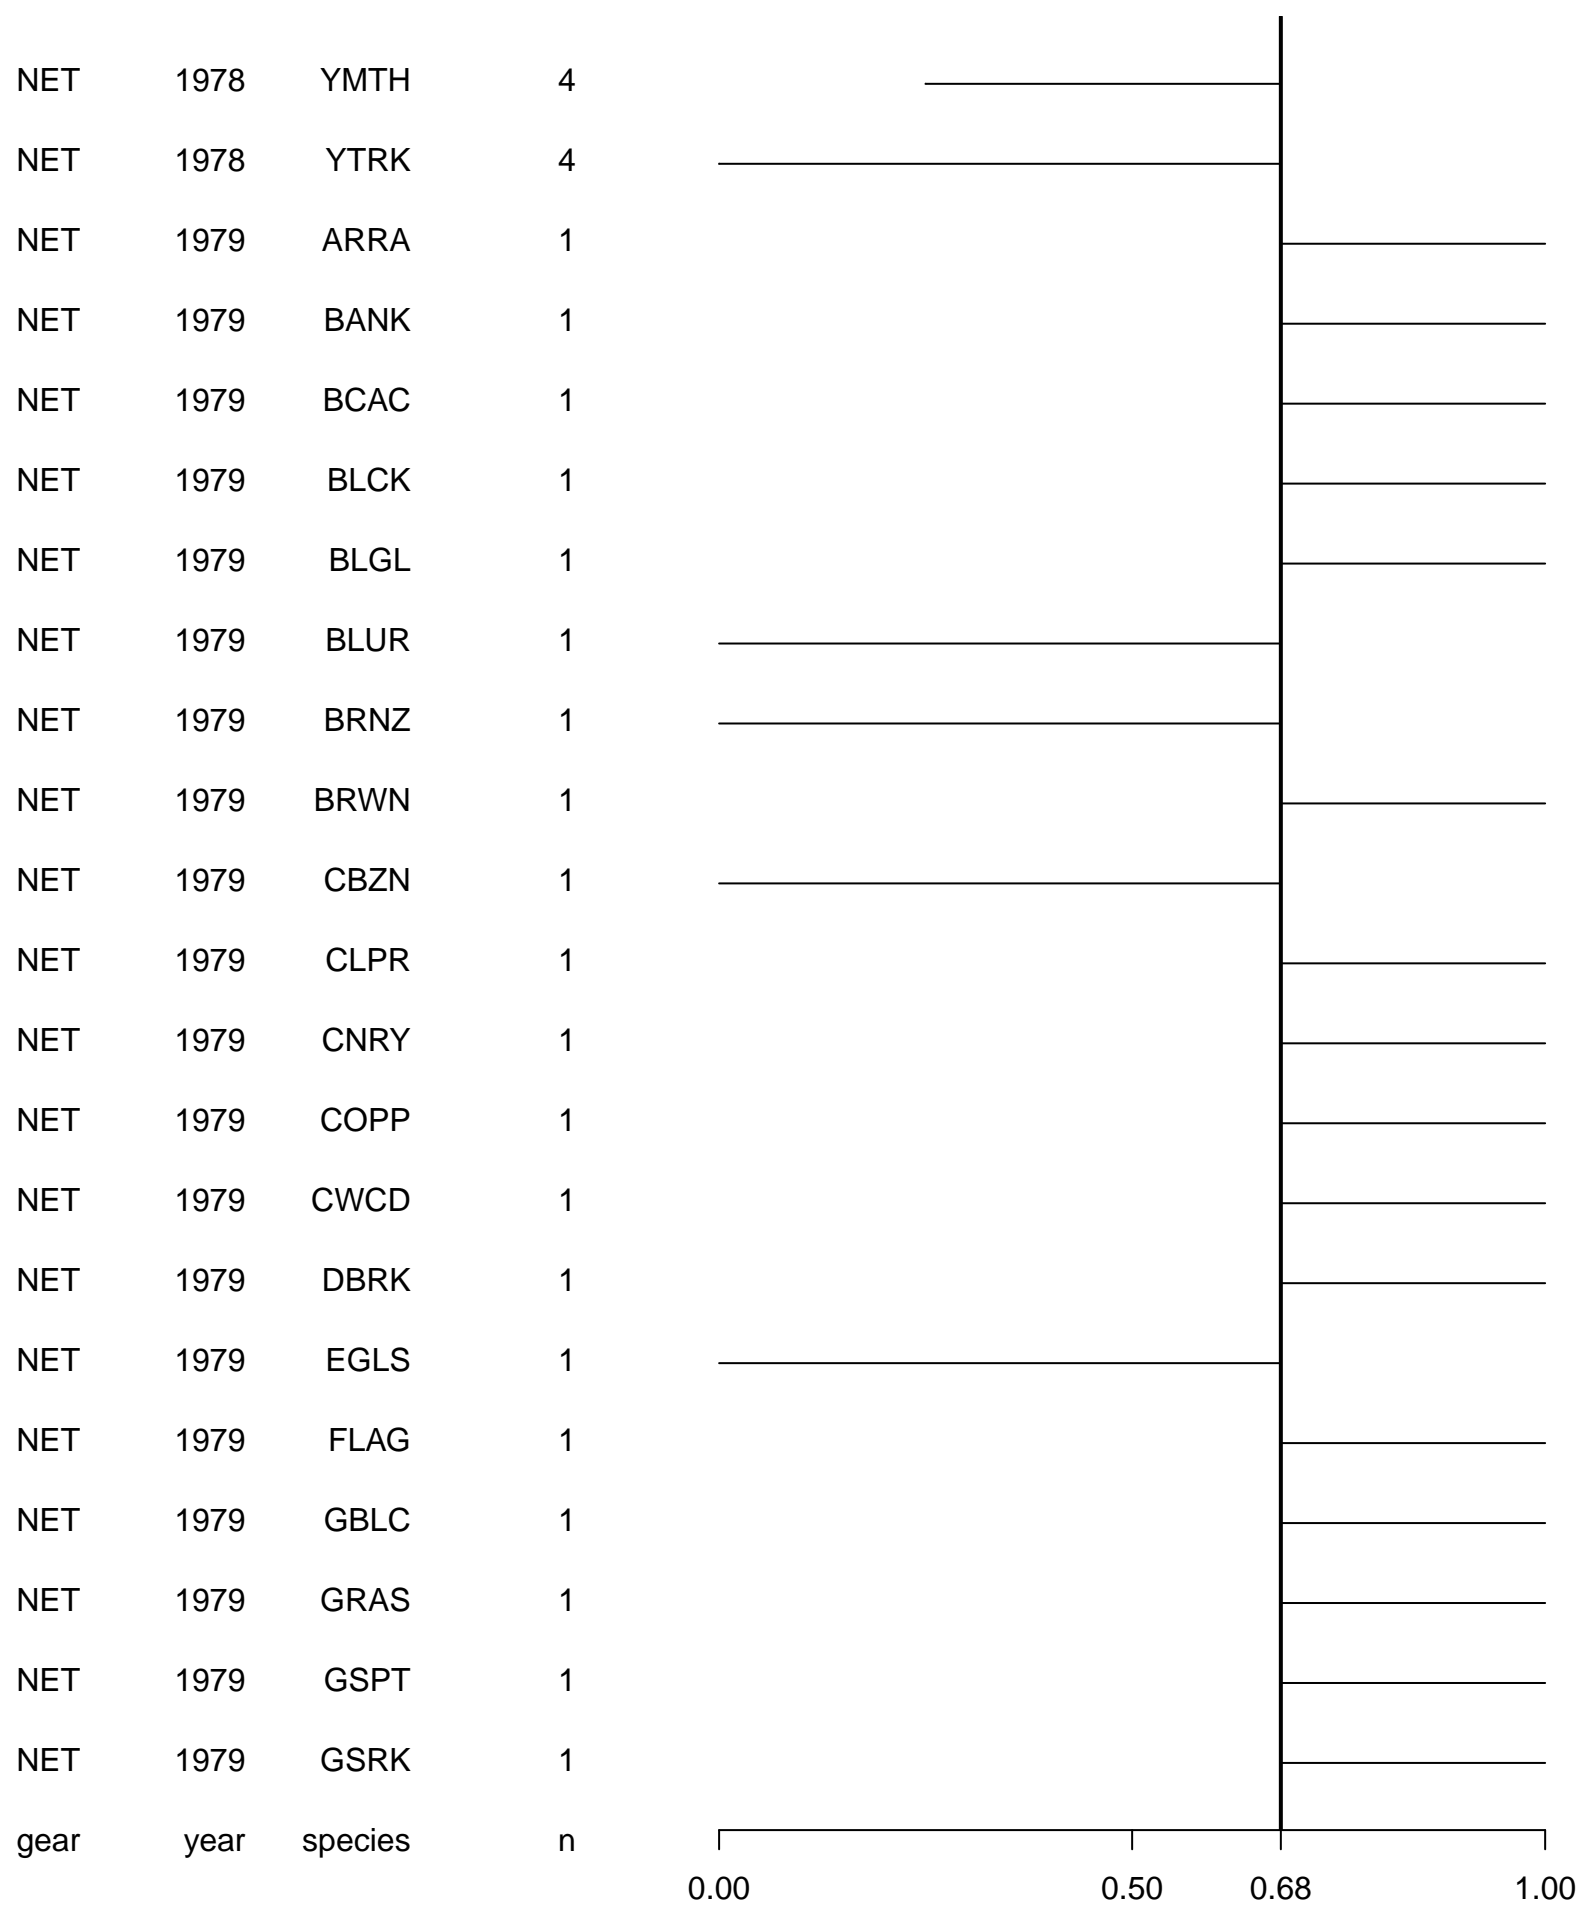 NET 1978 YMTH 4
NET 1978 YTRK 4
NET 1979 ARRA 1
NET 1979 BANK 1
NET 1979 BCAC 1
NET 1979 BLCK 1
NET 1979 BLGL 1
NET 1979 BLUR 1
NET 1979 BRNZ 1
NET 1979 BRWN 1
NET 1979 CBZN 1
NET 1979 CLPR 1
NET 1979 CNRY 1
NET 1979 COPP 1
NET 1979 CWCD 1
NET 1979 DBRK 1
NET 1979 EGLS 1
NET 1979 FLAG 1
NET 1979 GBLC 1
NET 1979 GRAS 1
NET 1979 GSPT 1
NET 1979 GSRK 1
gear year species n
0.00 0.50 0.68 1.00